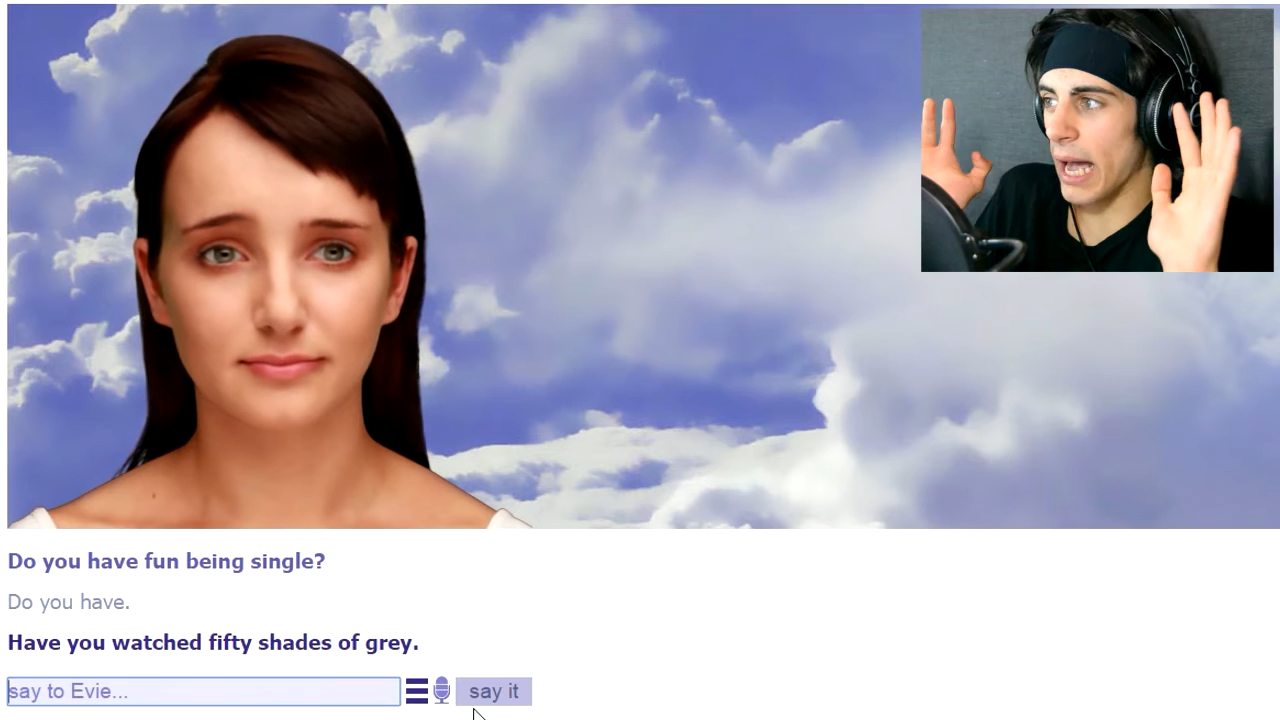 Do you have fun being single?
Do you have.
Have you watched fifty shades of grey.
say to Evie...
say it